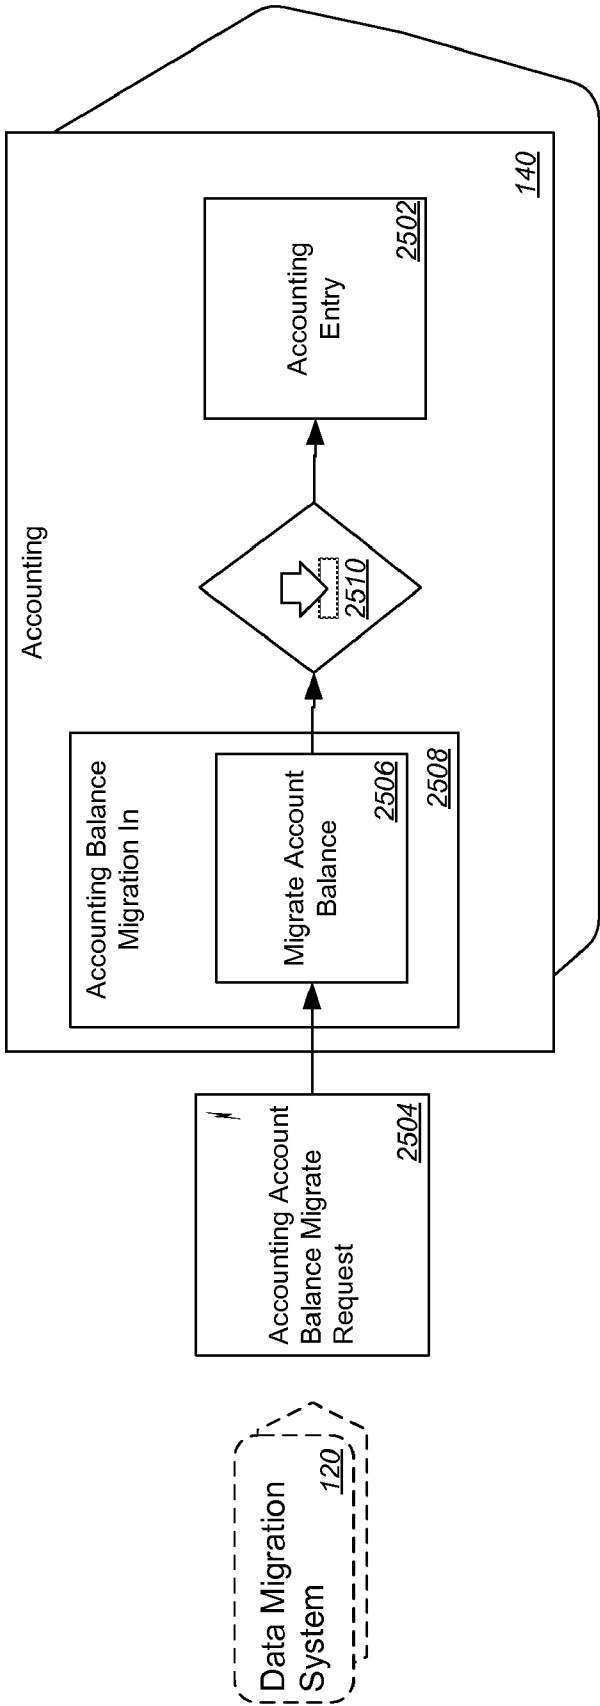 Data Migration
System
120
Accounting Account
Balance Migrate
Request
2504
Accounting
Accounting Balance
Migration In
Migrate Account
Balance
2506
2508
2510
Accounting
Entry
2502
140